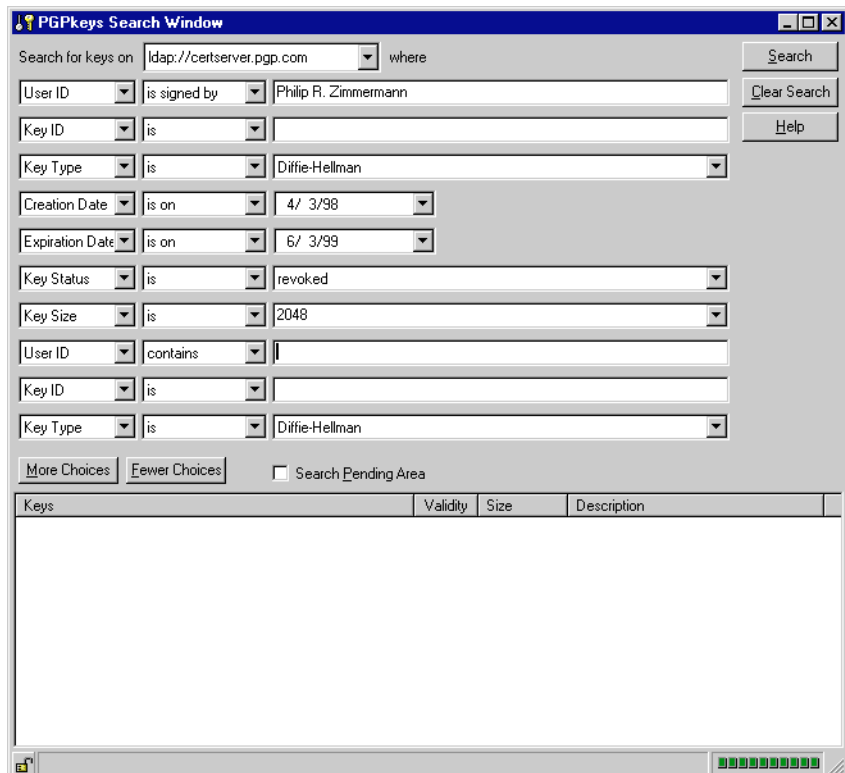 PGPkeys Search Window
Search for keys on ldap://certserver.pgp.com where Search
User ID is signed by Philip R. Zimmermann Clear Search
Key ID is Help
Key Type is Diffie-Hellman
Creation Date is on 4/ 3/98
Expiration Date is on 6/ 3/99
Key Status is revoked
Key Size is 2048
User ID contains
Key ID is
Key Type is Diffie-Hellman
More Choices Fewer Choices Search Pending Area
Keys Validity Size Description